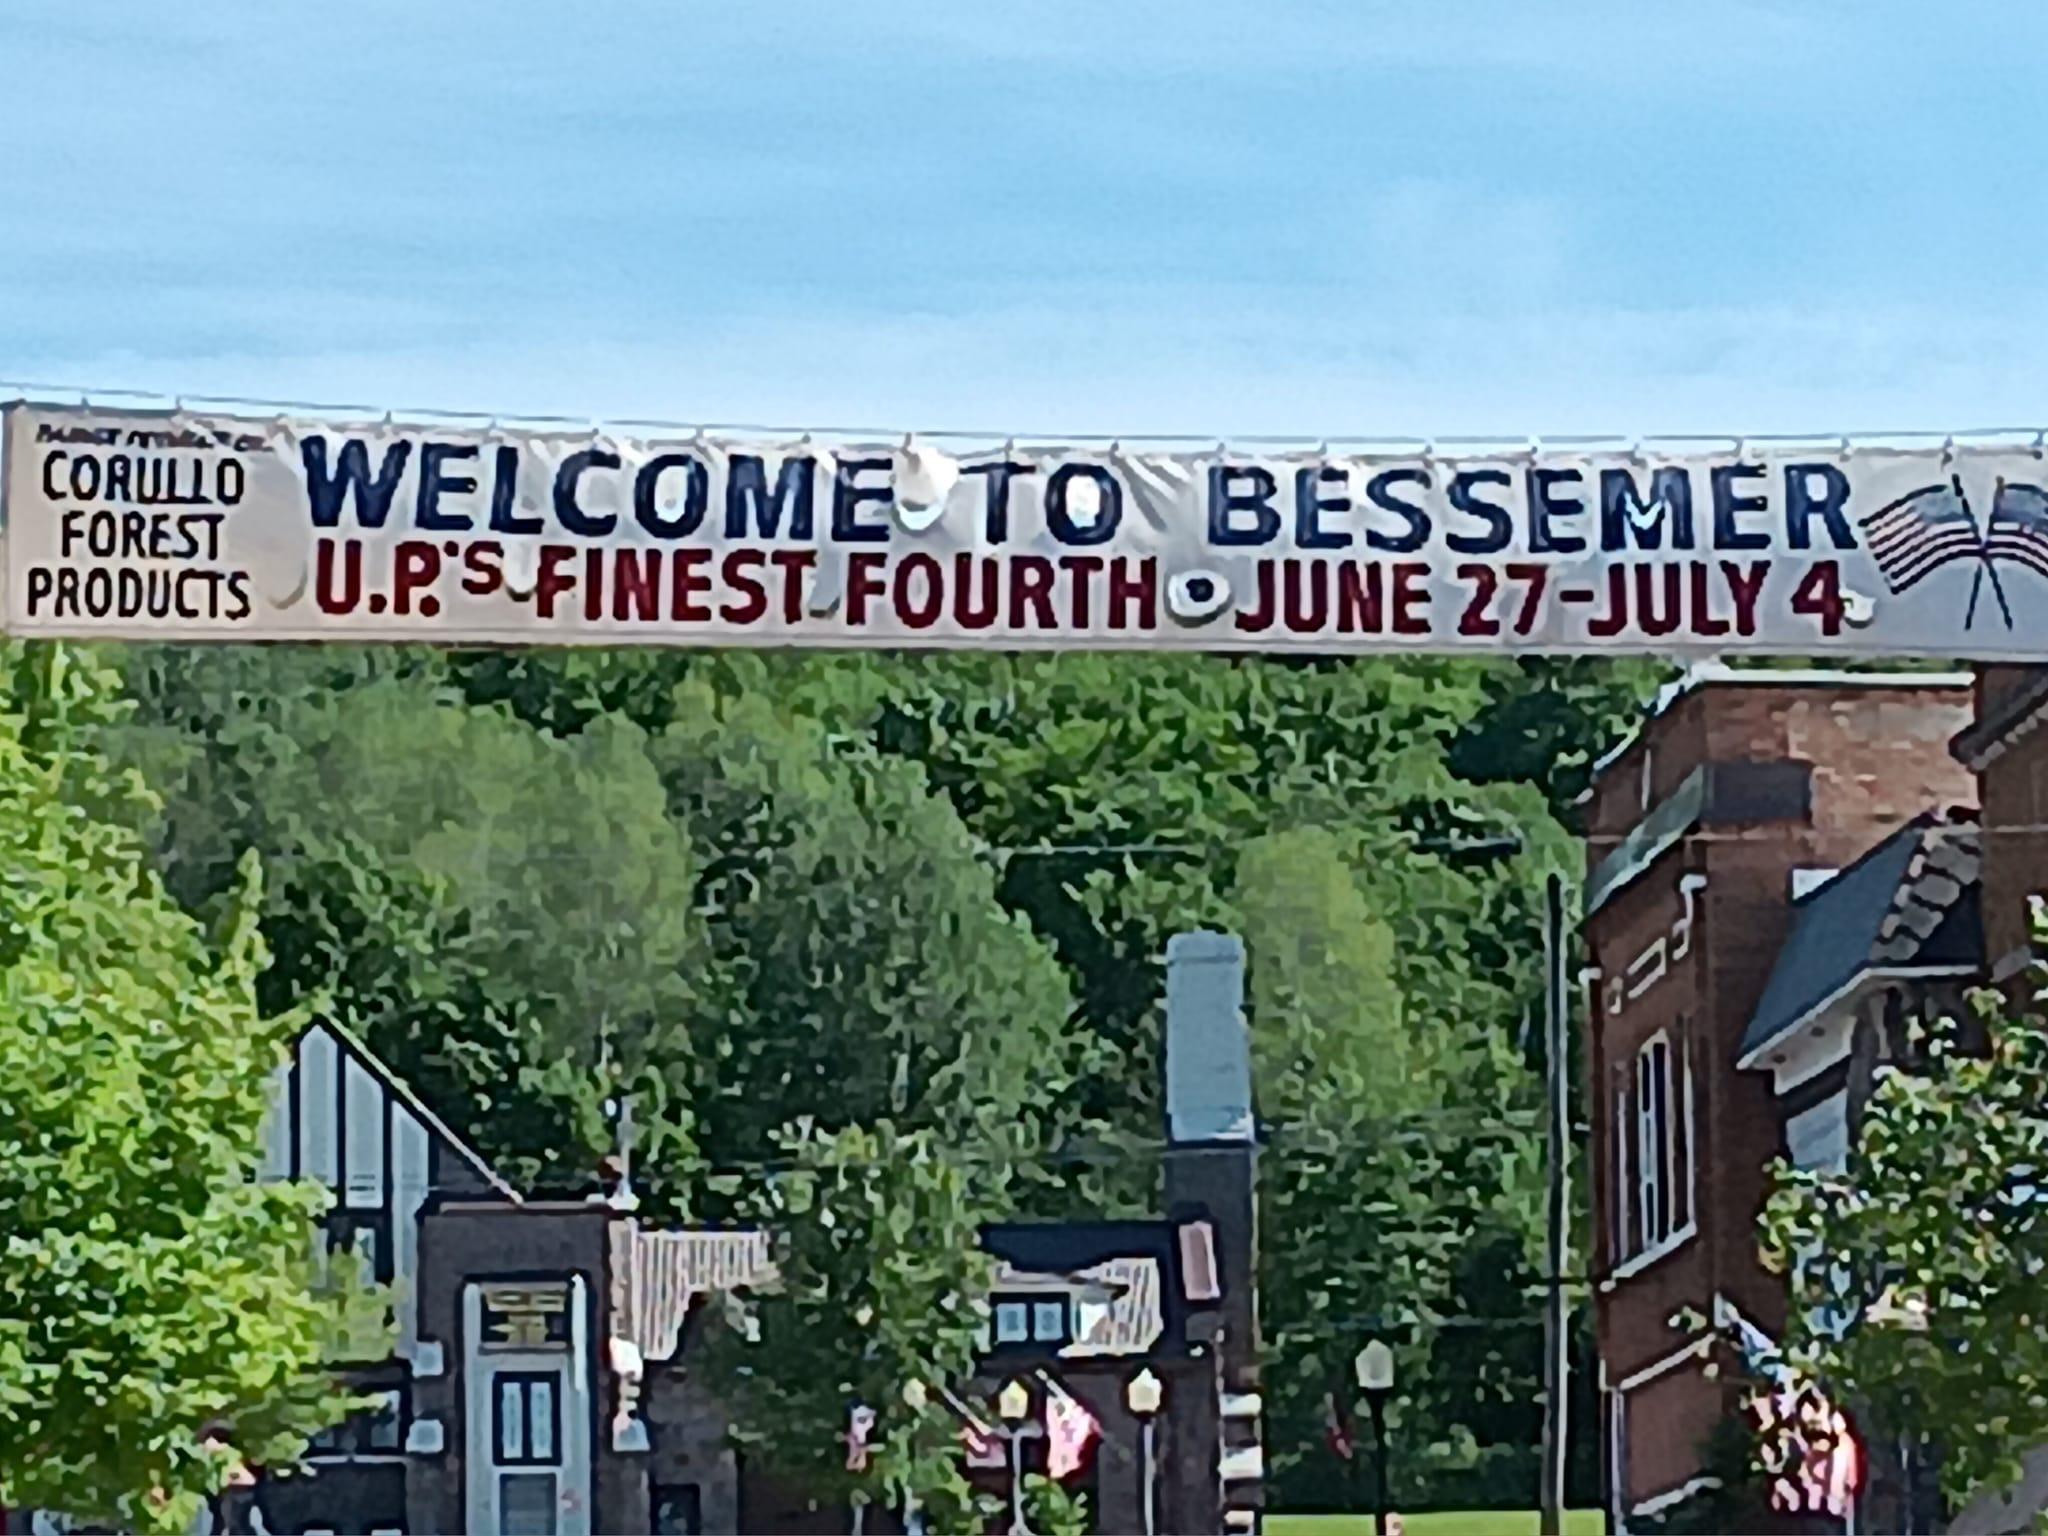 CORULLO
FOREST
PRODUCTS
WELCOME TO BESSEMER
U.P.'S FINEST FOURTH • JUNE 27-JULY 4